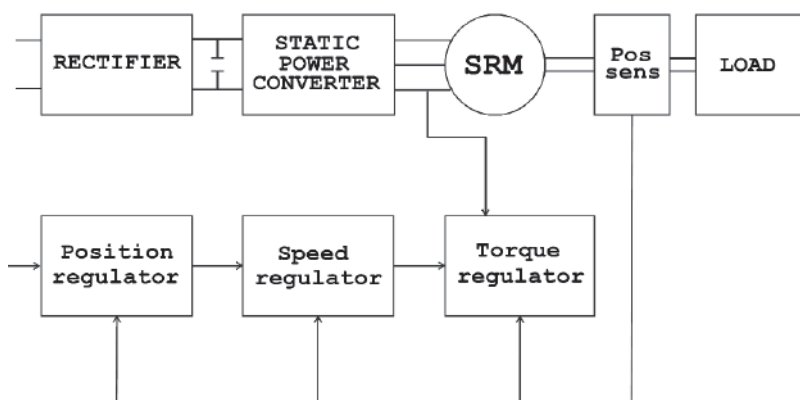 RECTIFIER
STATIC
POWER
CONVERTER
SRM
Pos
sens
LOAD
Position
regulator
Speed
regulator
Torque
regulator